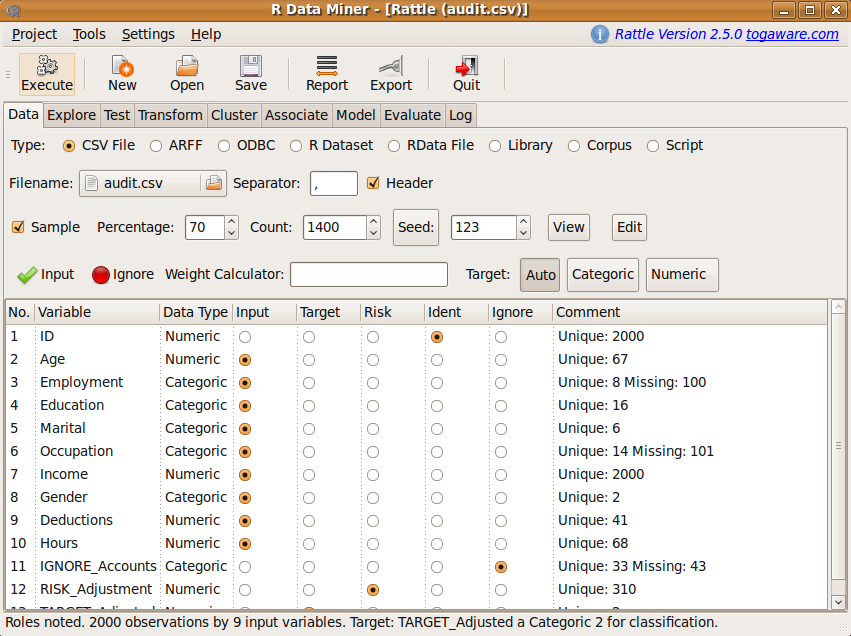 R Data Miner - [Rattle (audit.csv)]
Project Tools Settings Help Rattle Version 2.5.0 togaware.com
Execute New Open Save Report Export Quit
Data Explore Test Transform Cluster Associate Model Evaluate Log
Type: CSV File ARFF ODBC R Dataset RData File Library Corpus Script
Filename: audit.csv Separator: , Header
Sample Percentage: 70 Count: 1400 Seed: 123 View Edit
Input Ignore Weight Calculator: Target: Auto Categoric Numeric
No. Variable Data Type Input Target Risk Ident Ignore Comment
1 ID Numeric Unique: 2000
2 Age Numeric Unique: 67
3 Employment Categoric Unique: 8 Missing: 100
4 Education Categoric Unique: 16
5 Marital Categoric Unique: 6
6 Occupation Categoric Unique: 14 Missing: 101
7 Income Numeric Unique: 2000
8 Gender Categoric Unique: 2
9 Deductions Numeric Unique: 41
10 Hours Numeric Unique: 68
11 IGNORE_Accounts Categoric Unique: 33 Missing: 43
12 RISK_Adjustment Numeric Unique: 310
Roles noted. 2000 observations by 9 input variables. Target: TARGET_Adjusted a Categoric 2 for classification.